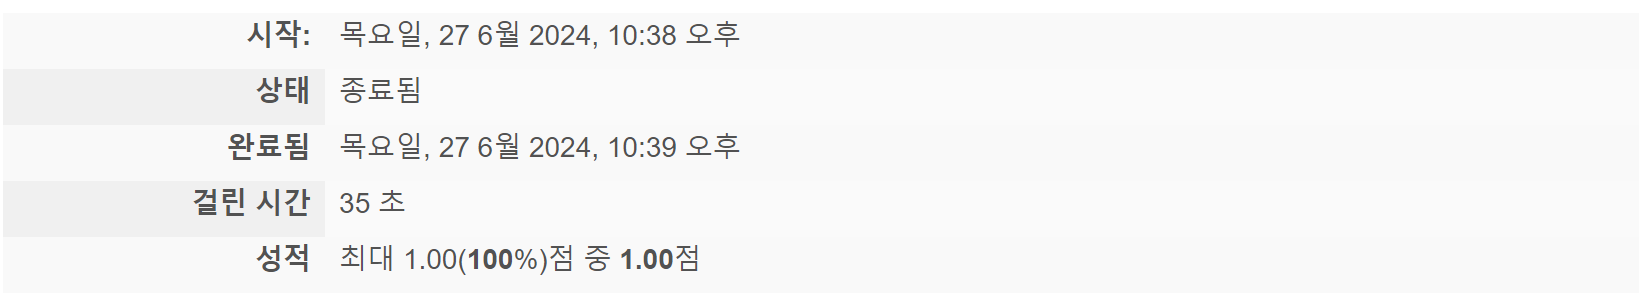 시작: 목요일, 27 6월 2024, 10:38 오후
상태 종료됨
완료됨 목요일, 27 6월 2024, 10:39 오후
걸린 시간 35 초
성적 최대 1.00(100%)점 중 1.00점